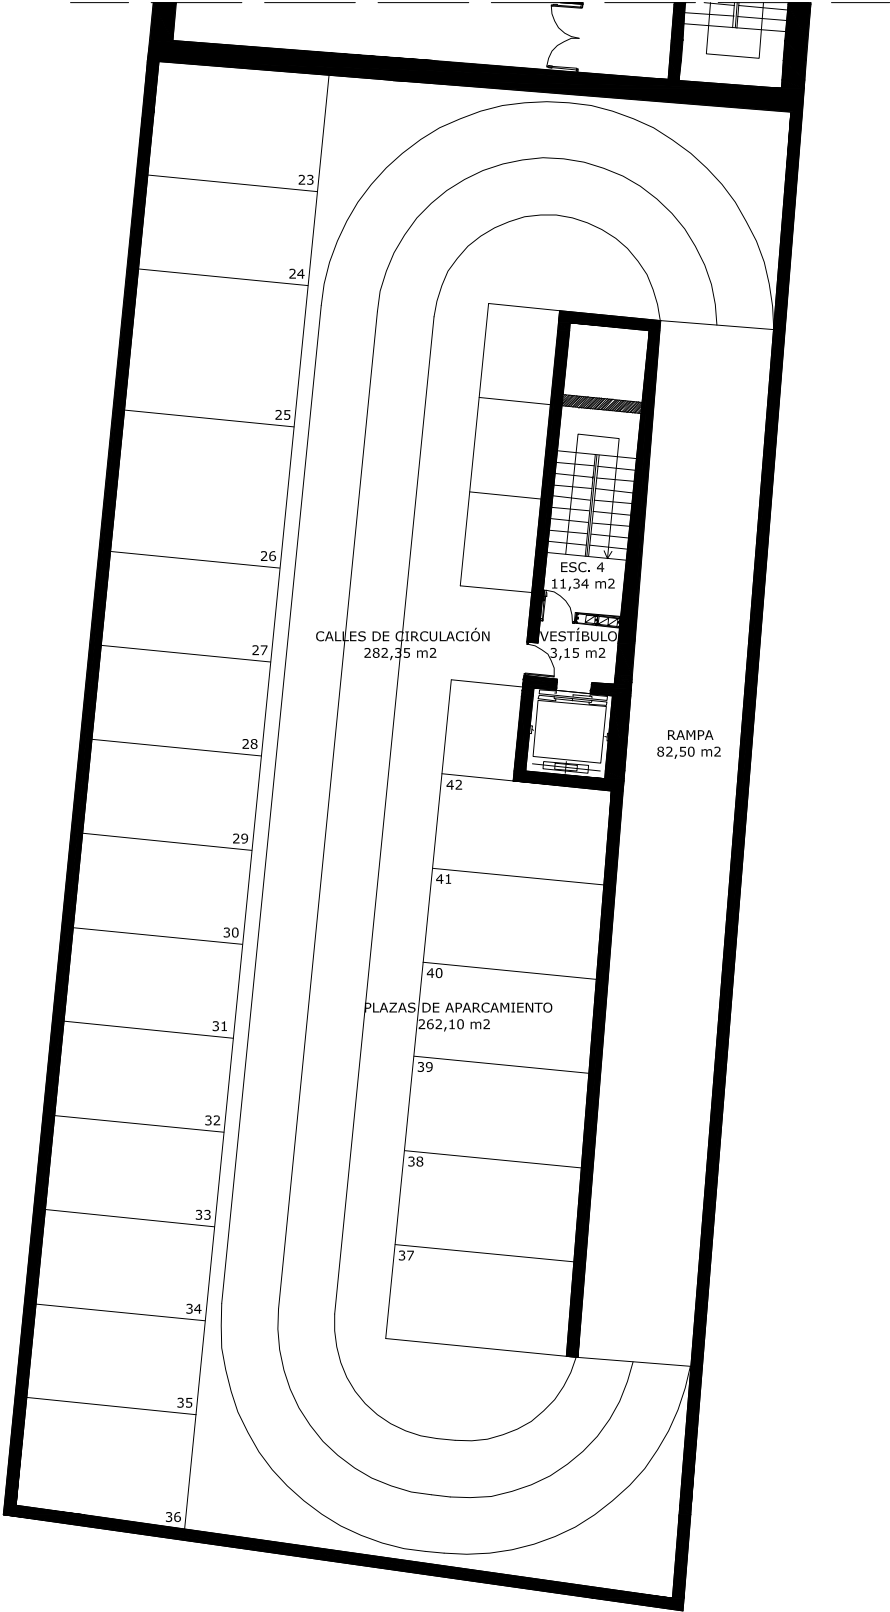 23
24
25
26
ESC. 4
11,34 m2
CALLES DE CIRCULACIÓN
282,35 m2
VESTÍBULO
3,15 m2
27
28
RAMPA
82,50 m2
42
29
41
30
40
PLAZAS DE APARCAMIENTO
262,10 m2
31
39
32
38
33
37
34
35
36